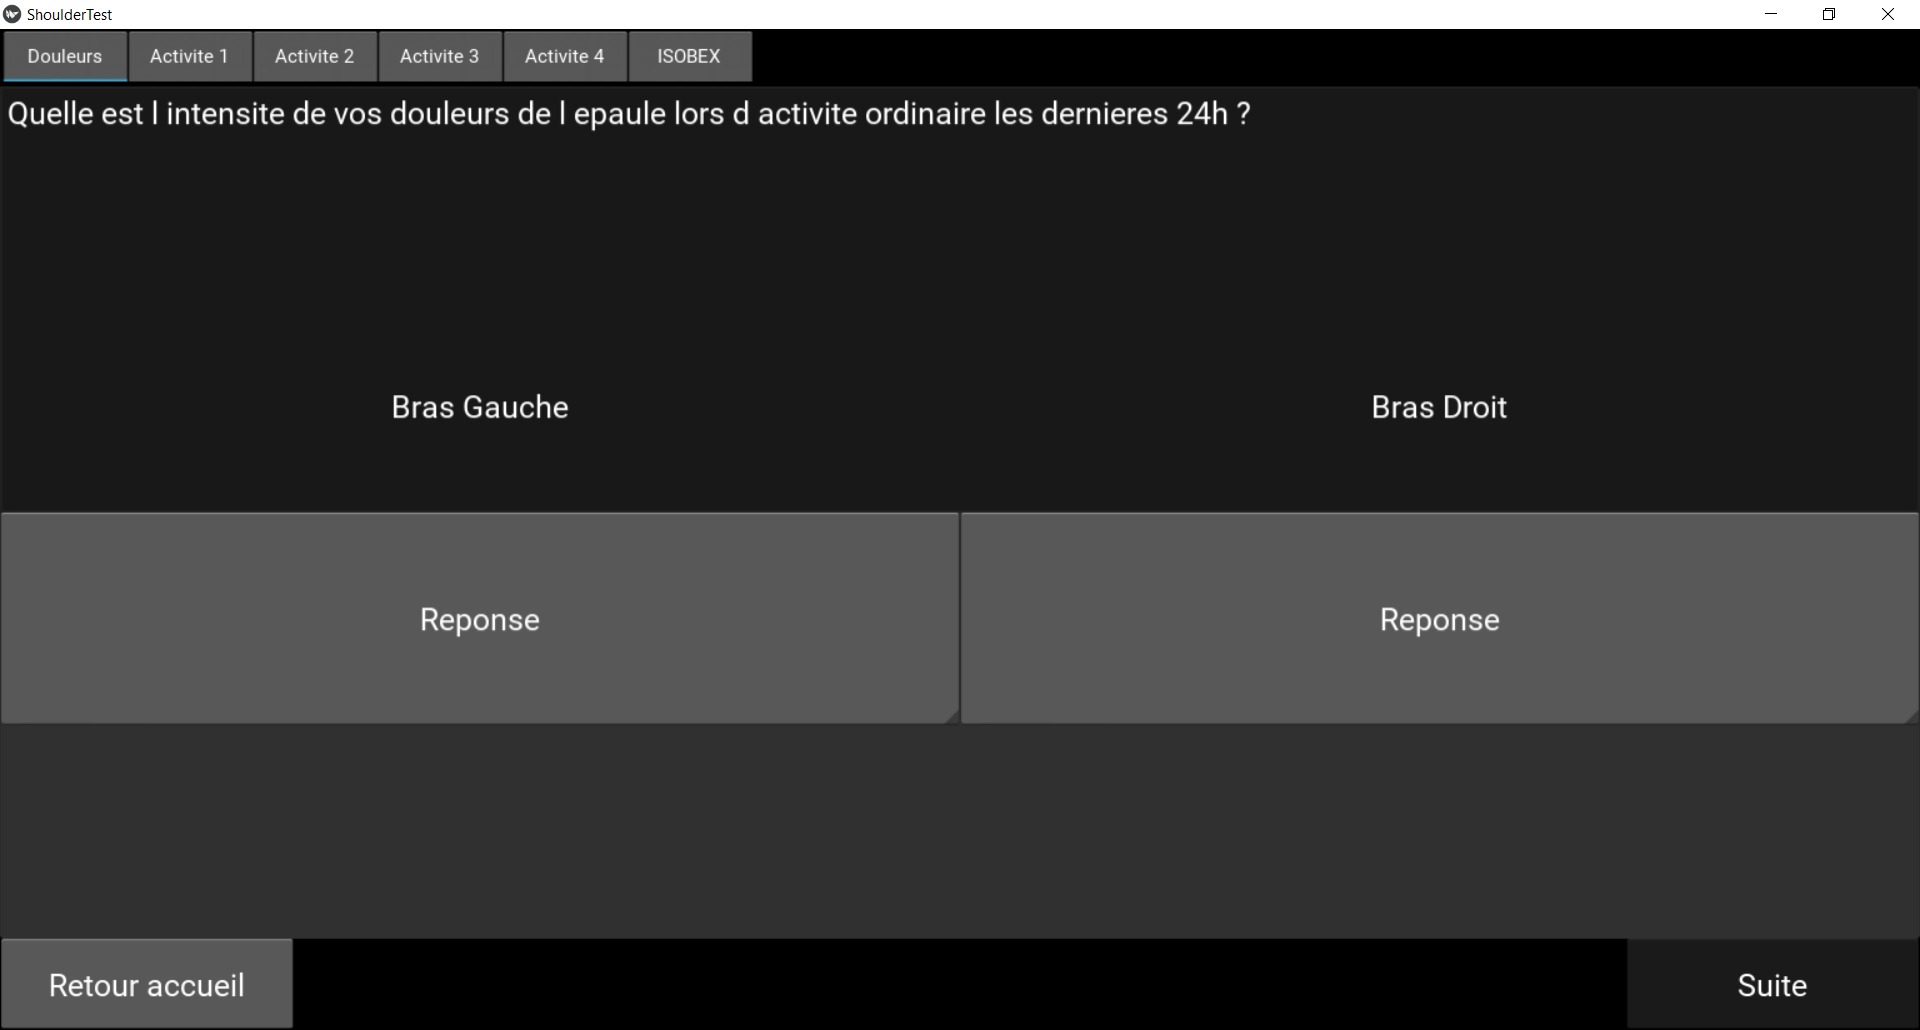 ShoulderTest
Douleurs Activite 1 Activite 2 Activite 3 Activite 4 ISOBEX
Quelle est l intensite de vos douleurs de l epaule lors d activite ordinaire les dernieres 24h ?
Bras Gauche Bras Droit
Reponse Reponse
Retour accueil Suite